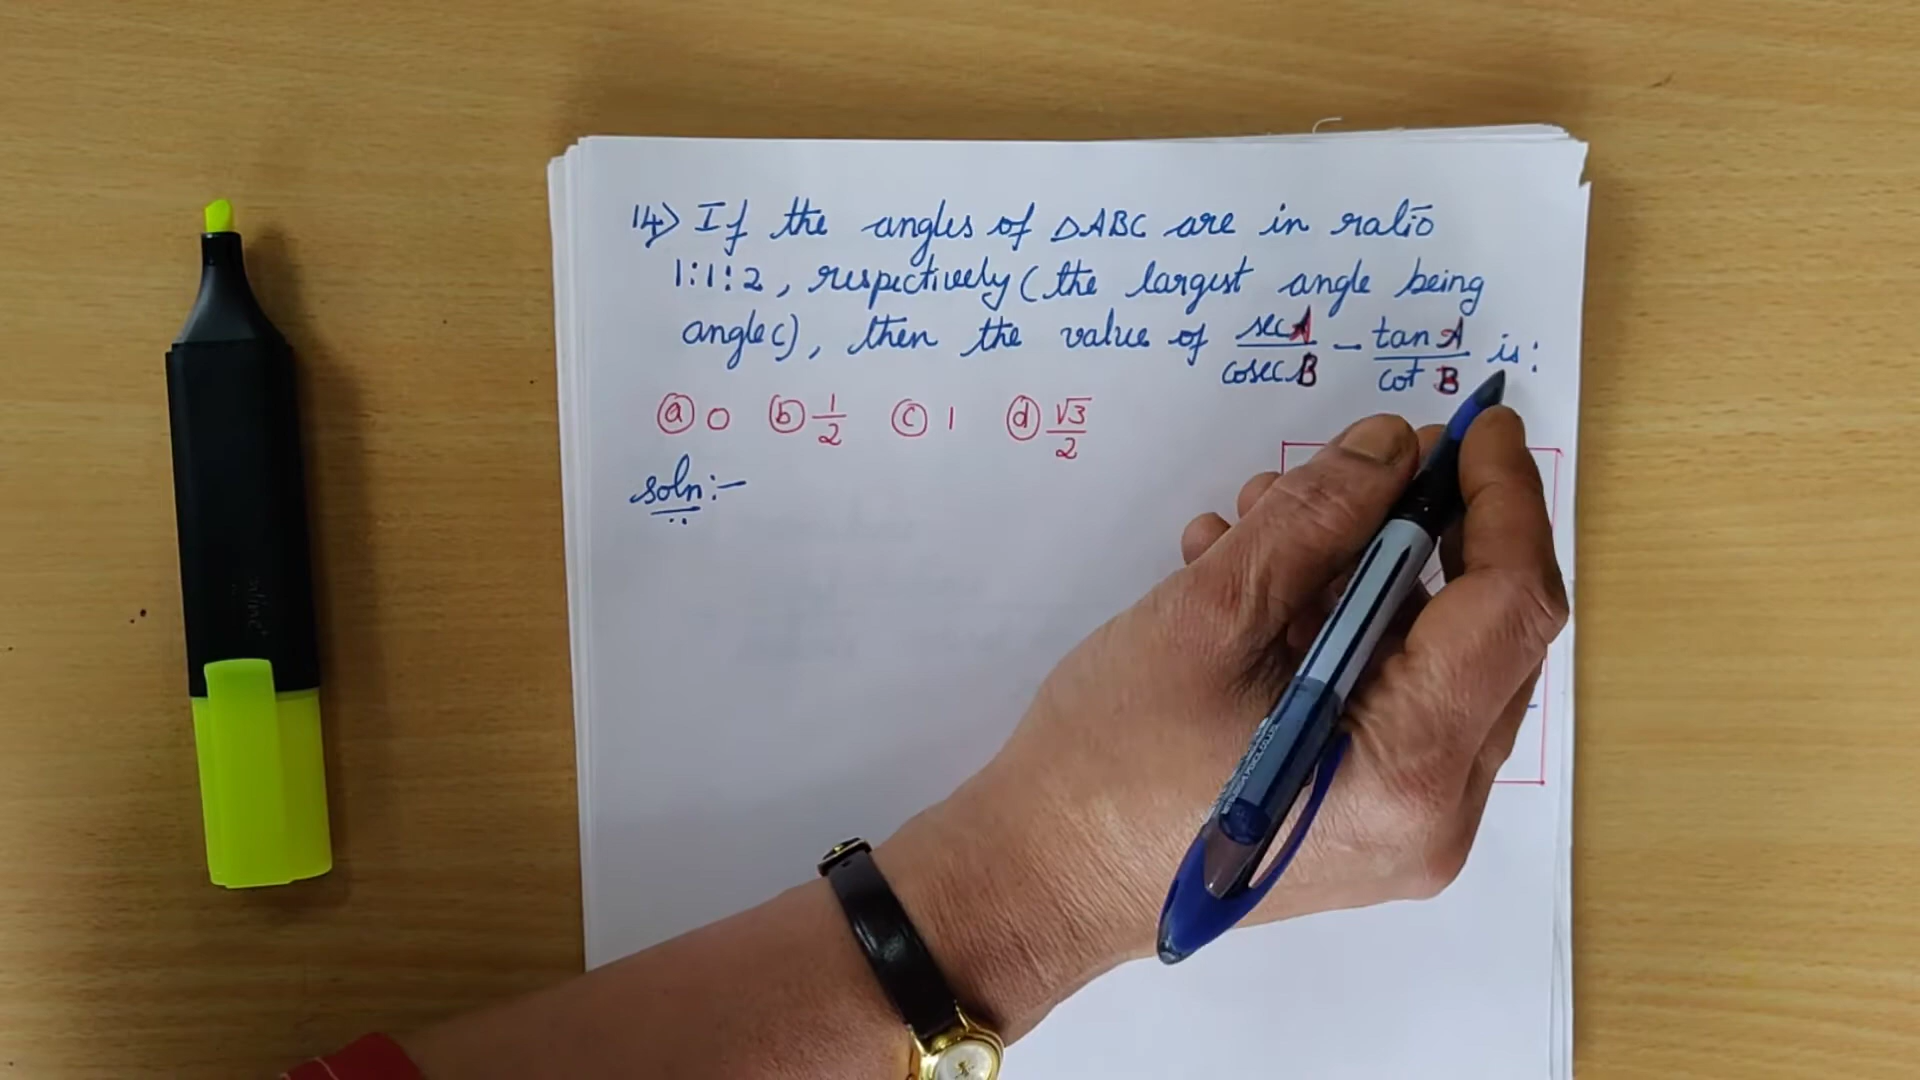 14) If the angles of ΔABC are in ratio
1:1:2, respectively (the largest angle being
angle C), then the value of secA/cosecB - tanA/cotB is:
(a) 0 (b) 1/2 (c) 1 (d) √3/2
soln:-